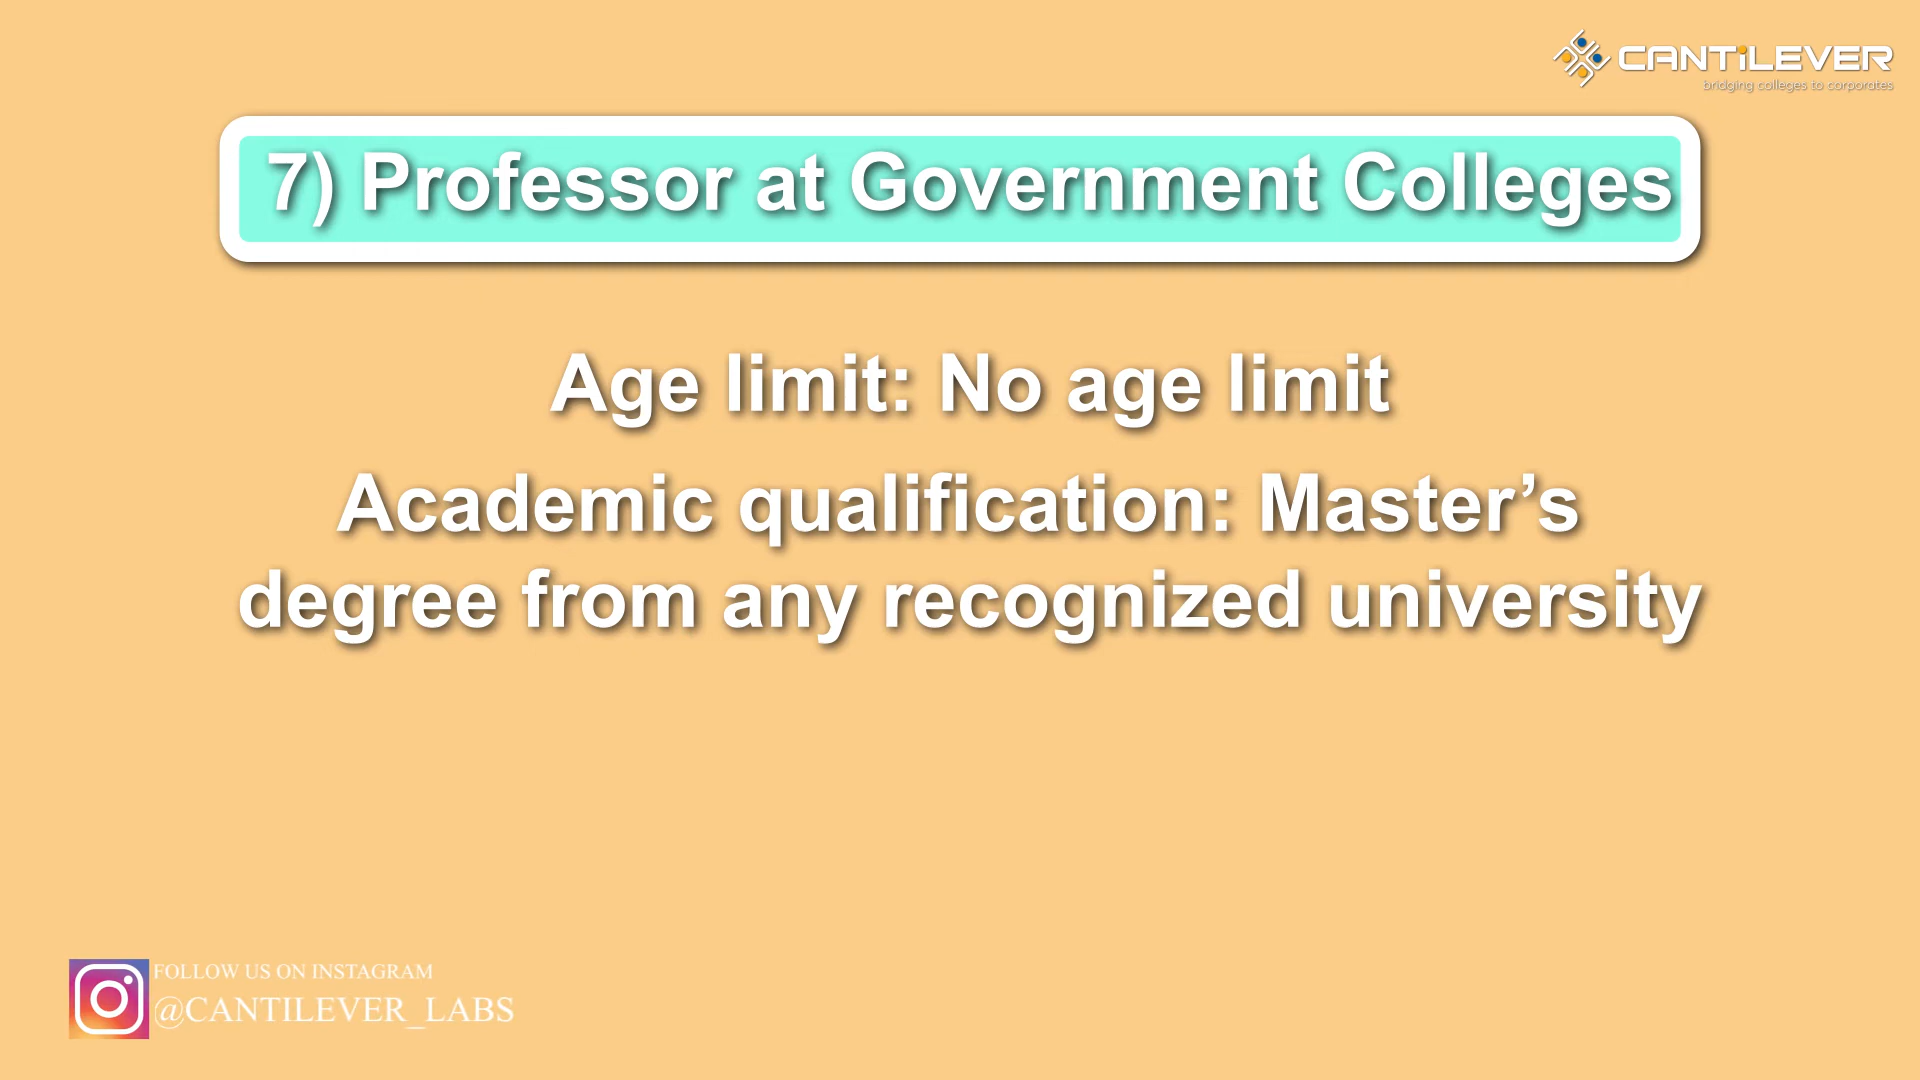 CANTiLEVER
bridging colleges to corporates
7) Professor at Government Colleges
Age limit: No age limit
Academic qualification: Master’s
degree from any recognized university
FOLLOW US ON INSTAGRAM
@CANTILEVER_LABS